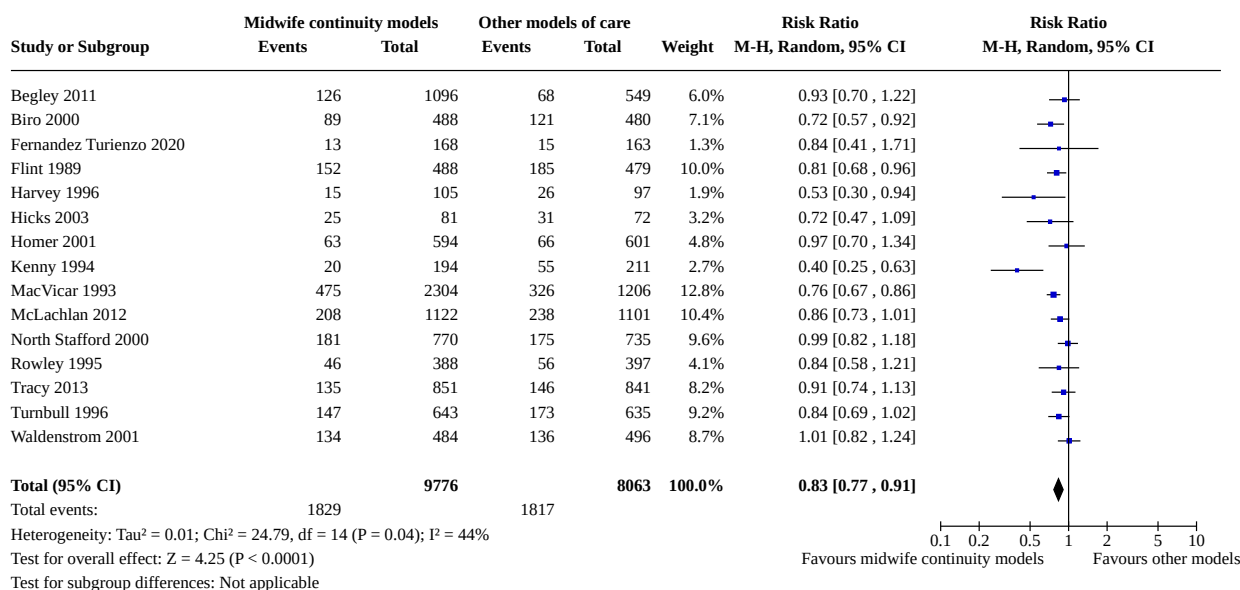 Midwife continuity models Other models of care Risk Ratio Risk Ratio
Study or Subgroup Events Total Events Total Weight M-H, Random, 95% CI M-H, Random, 95% CI
Begley 2011 126 1096 68 549 6.0% 0.93 [0.70 , 1.22]
Biro 2000 89 488 121 480 7.1% 0.72 [0.57 , 0.92]
Fernandez Turienzo 2020 13 168 15 163 1.3% 0.84 [0.41 , 1.71]
Flint 1989 152 488 185 479 10.0% 0.81 [0.68 , 0.96]
Harvey 1996 15 105 26 97 1.9% 0.53 [0.30 , 0.94]
Hicks 2003 25 81 31 72 3.2% 0.72 [0.47 , 1.09]
Homer 2001 63 594 66 601 4.8% 0.97 [0.70 , 1.34]
Kenny 1994 20 194 55 211 2.7% 0.40 [0.25 , 0.63]
MacVicar 1993 475 2304 326 1206 12.8% 0.76 [0.67 , 0.86]
McLachlan 2012 208 1122 238 1101 10.4% 0.86 [0.73 , 1.01]
North Stafford 2000 181 770 175 735 9.6% 0.99 [0.82 , 1.18]
Rowley 1995 46 388 56 397 4.1% 0.84 [0.58 , 1.21]
Tracy 2013 135 851 146 841 8.2% 0.91 [0.74 , 1.13]
Turnbull 1996 147 643 173 635 9.2% 0.84 [0.69 , 1.02]
Waldenstrom 2001 134 484 136 496 8.7% 1.01 [0.82 , 1.24]
Total (95% CI) 9776 8063 100.0% 0.83 [0.77 , 0.91]
Total events: 1829 1817
Heterogeneity: Tau² = 0.01; Chi² = 24.79, df = 14 (P = 0.04); I² = 44%
0.1 0.2 0.5 1 2 5 10
Test for overall effect: Z = 4.25 (P < 0.0001) Favours midwife continuity models Favours other models
Test for subgroup differences: Not applicable